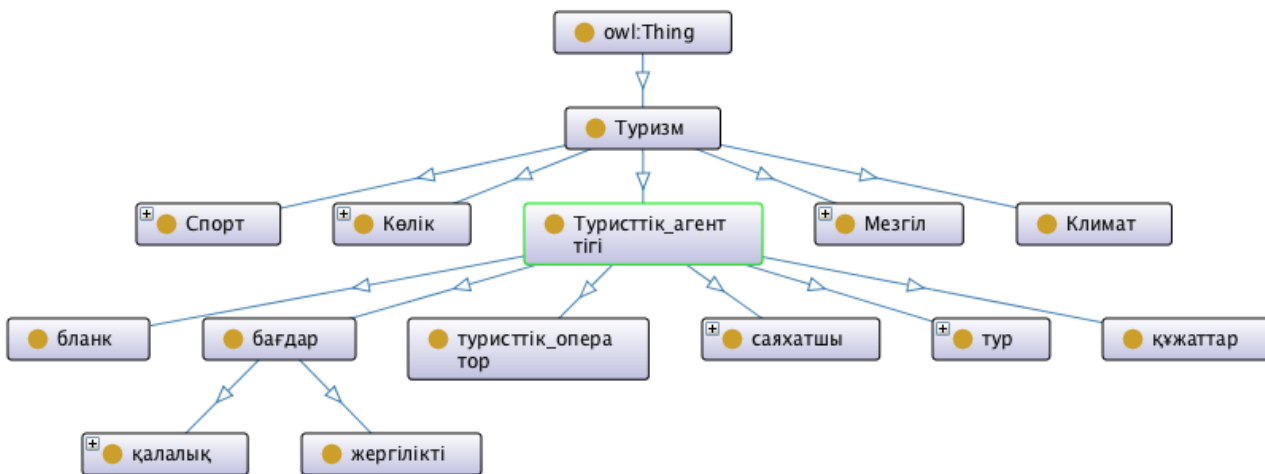 owl:Thing
Туризм
Спорт
Көлік
Туристтік_агент
тігі
Мезгіл
Климат
бланк
бағдар
туристтік_опера
тор
саяхатшы
тур
құжаттар
қалалық
жергілікті